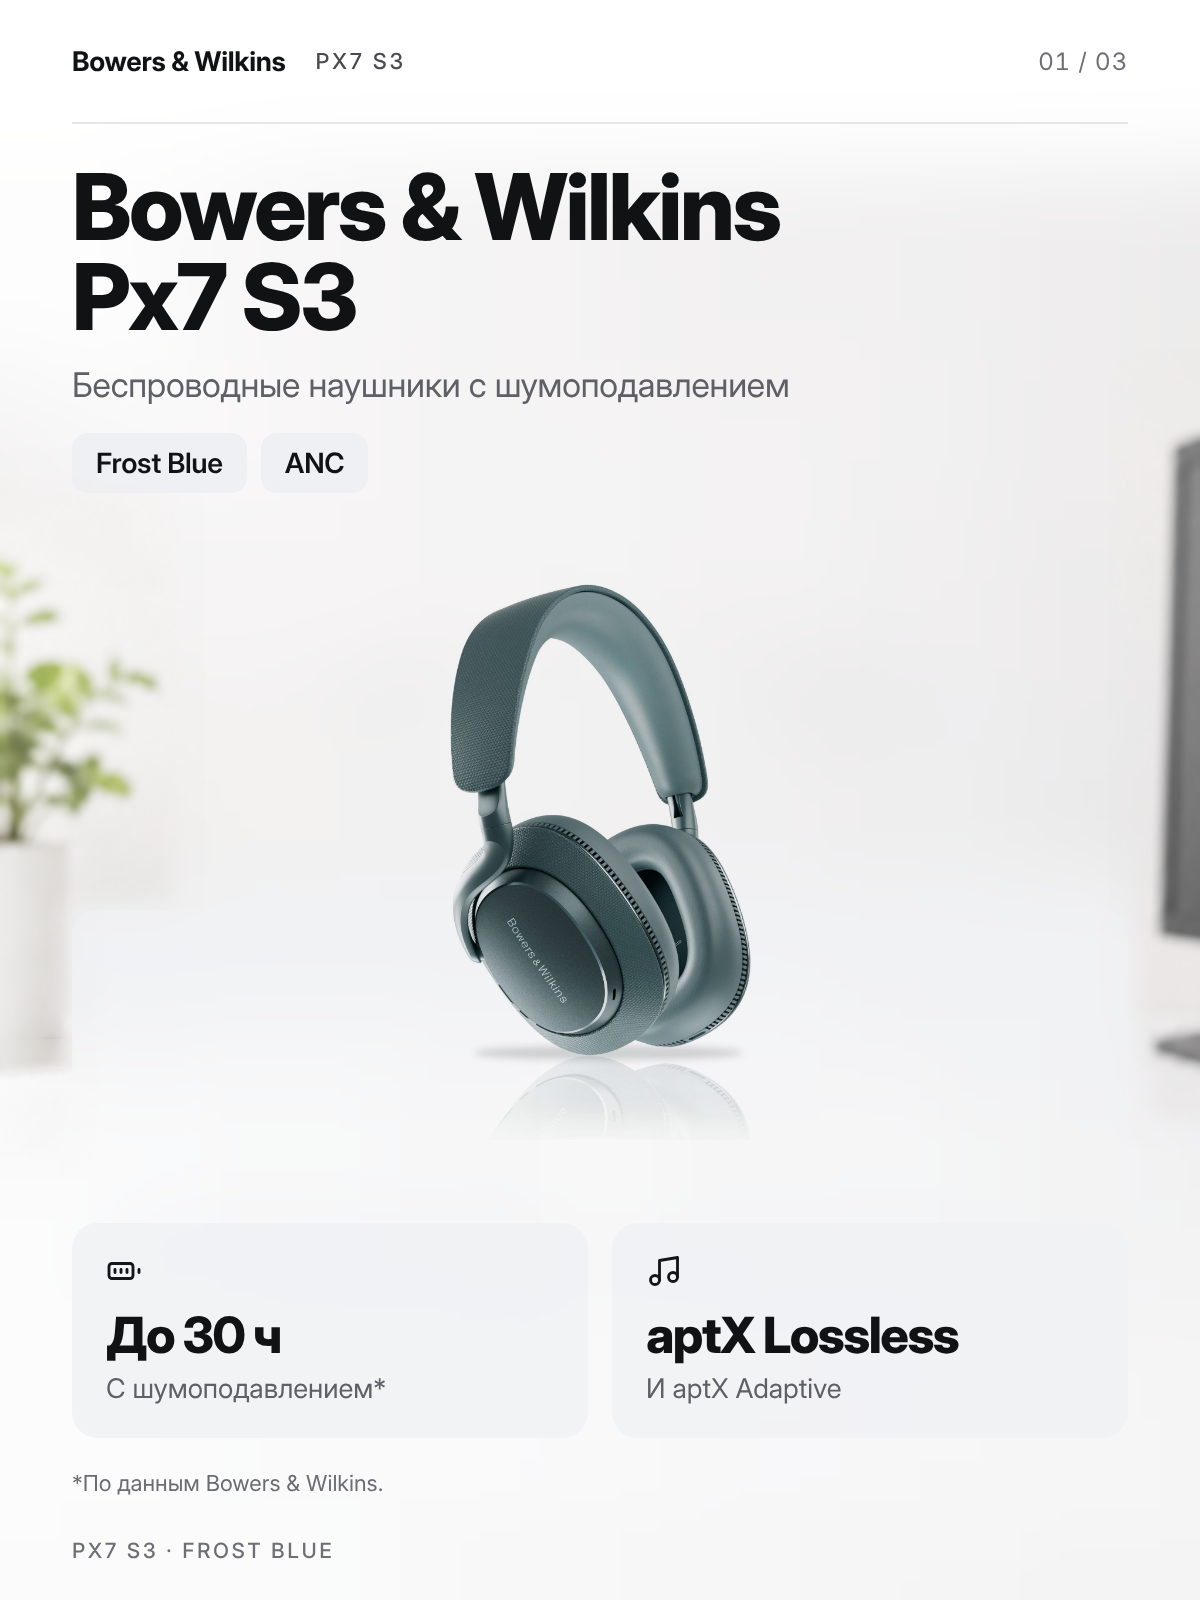 Bowers & Wilkins PX7 S3 01 / 03
Bowers & Wilkins
Px7 S3
Беспроводные наушники с шумоподавлением
Frost Blue ANC
Bowers & Wilkins
До 30 ч
С шумоподавлением*
aptX Lossless
И aptX Adaptive
*По данным Bowers & Wilkins.
PX7 S3 · FROST BLUE